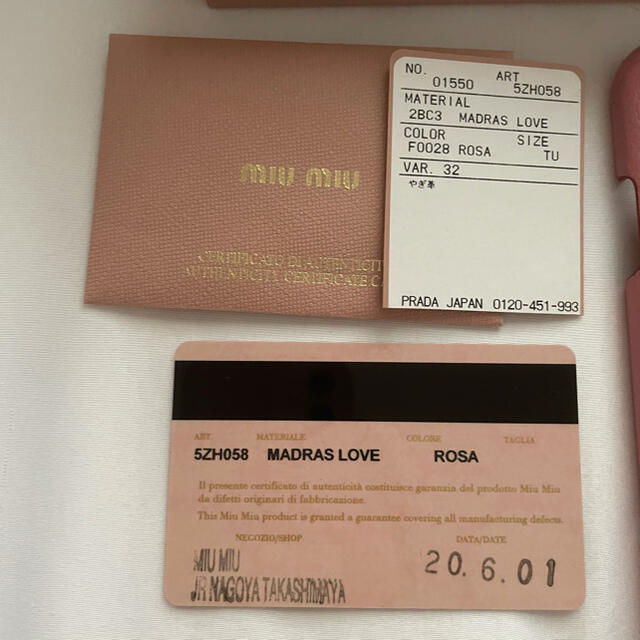 miu miu
CERTIFICATO DI AUTENTICIT
AUTHENTICITY CERTIFICATE C
NO. 01550 ART 5ZH058
MATERIAL
2BC3 MADRAS LOVE
COLOR SIZE
F0028 ROSA TU
VAR. 32
やぎ革
PRADA JAPAN 0120-451-993
ART MATERIALE COLORE TAGLIA
5ZH058 MADRAS LOVE ROSA
Il presente certificato di autenticità costituisce garanzia del prodotto Miu Miu
da difetti originari di fabbricazione.
This Miu Miu product is granted a guarantee covering all manufacturing defects.
NEGOZIO/SHOP DATA/DATE
MIU MIU 20.6.01
JR NAGOYA TAKASHIMAYA